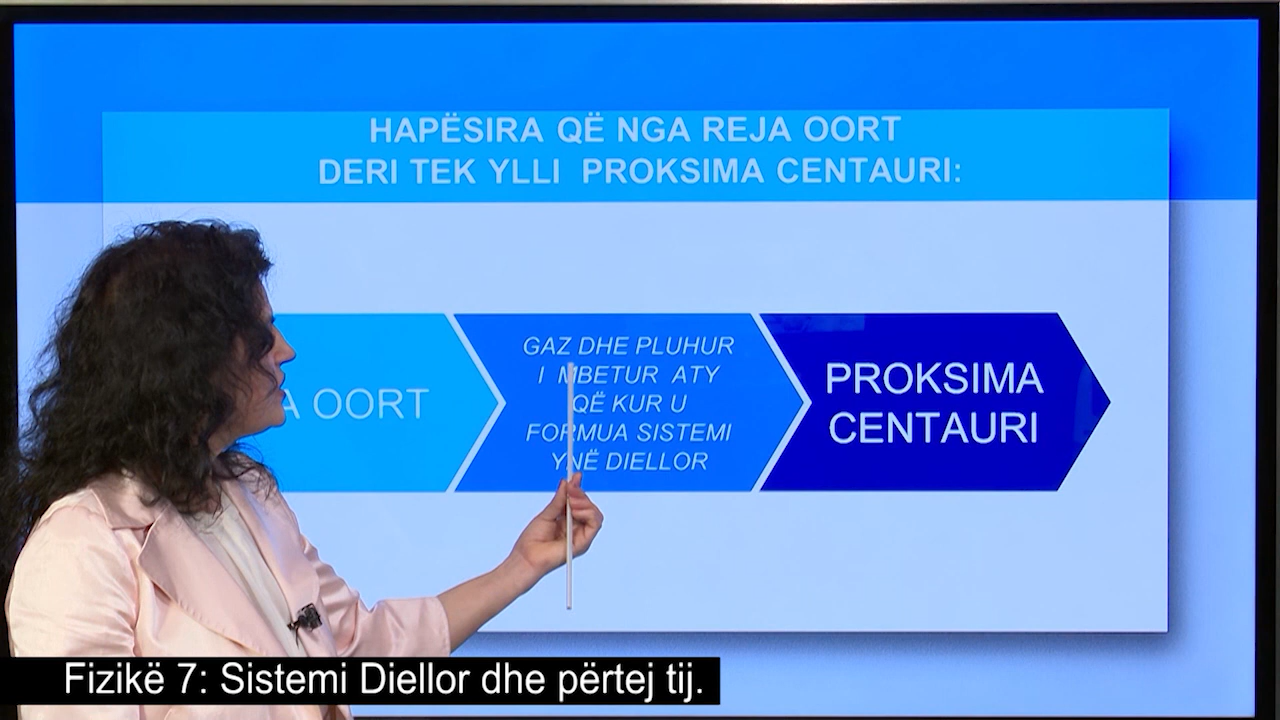 HAPËSIRA QË NGA REJA OORT
DERI TEK YLLI PROKSIMA CENTAURI:
A OORT
GAZ DHE PLUHUR
I MBETUR ATY
QË KUR U
FORMUA SISTEMI
YNË DIELLOR
PROKSIMA
CENTAURI
Fizikë 7: Sistemi Diellor dhe përtej tij.